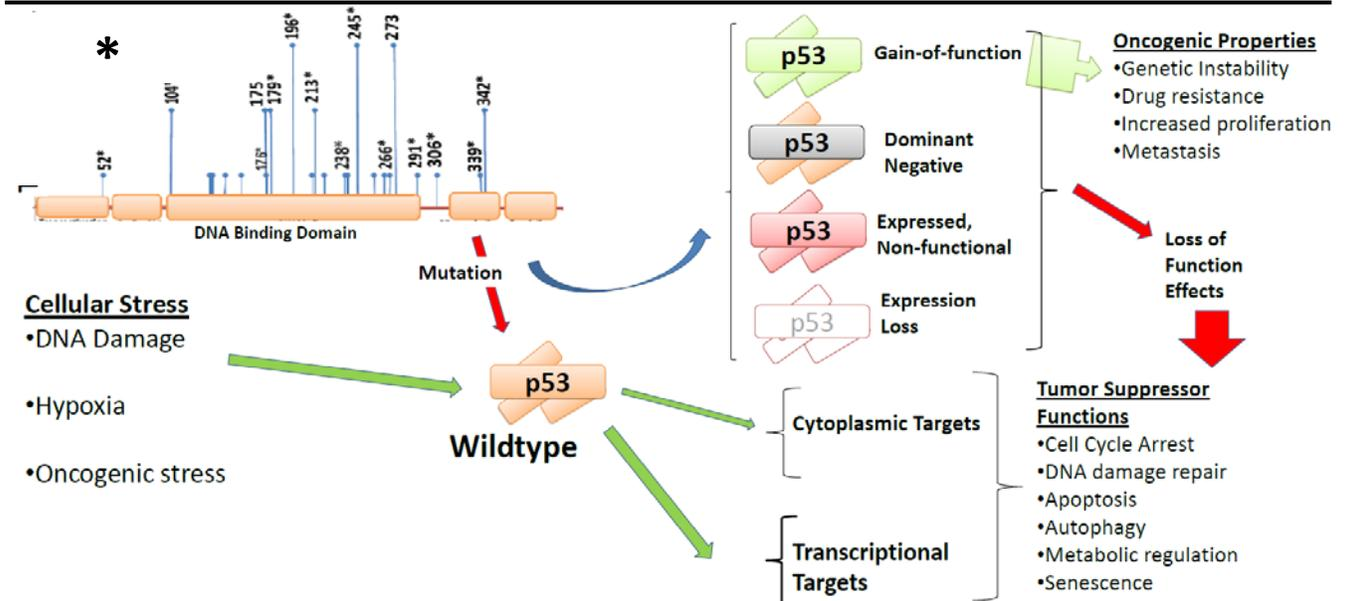 *
52*
104'
175
179*
176*
196*
213*
238*
245*
266*
273
291*
306*
339*
342*
DNA Binding Domain
Mutation
Cellular Stress
•DNA Damage
•Hypoxia
•Oncogenic stress
p53
Wildtype
p53
Gain-of-function
p53
Dominant
Negative
p53
Expressed,
Non-functional
p53
Expression
Loss
Oncogenic Properties
•Genetic Instability
•Drug resistance
•Increased proliferation
•Metastasis
Loss of
Function
Effects
Cytoplasmic Targets
Transcriptional
Targets
Tumor Suppressor
Functions
•Cell Cycle Arrest
•DNA damage repair
•Apoptosis
•Autophagy
•Metabolic regulation
•Senescence